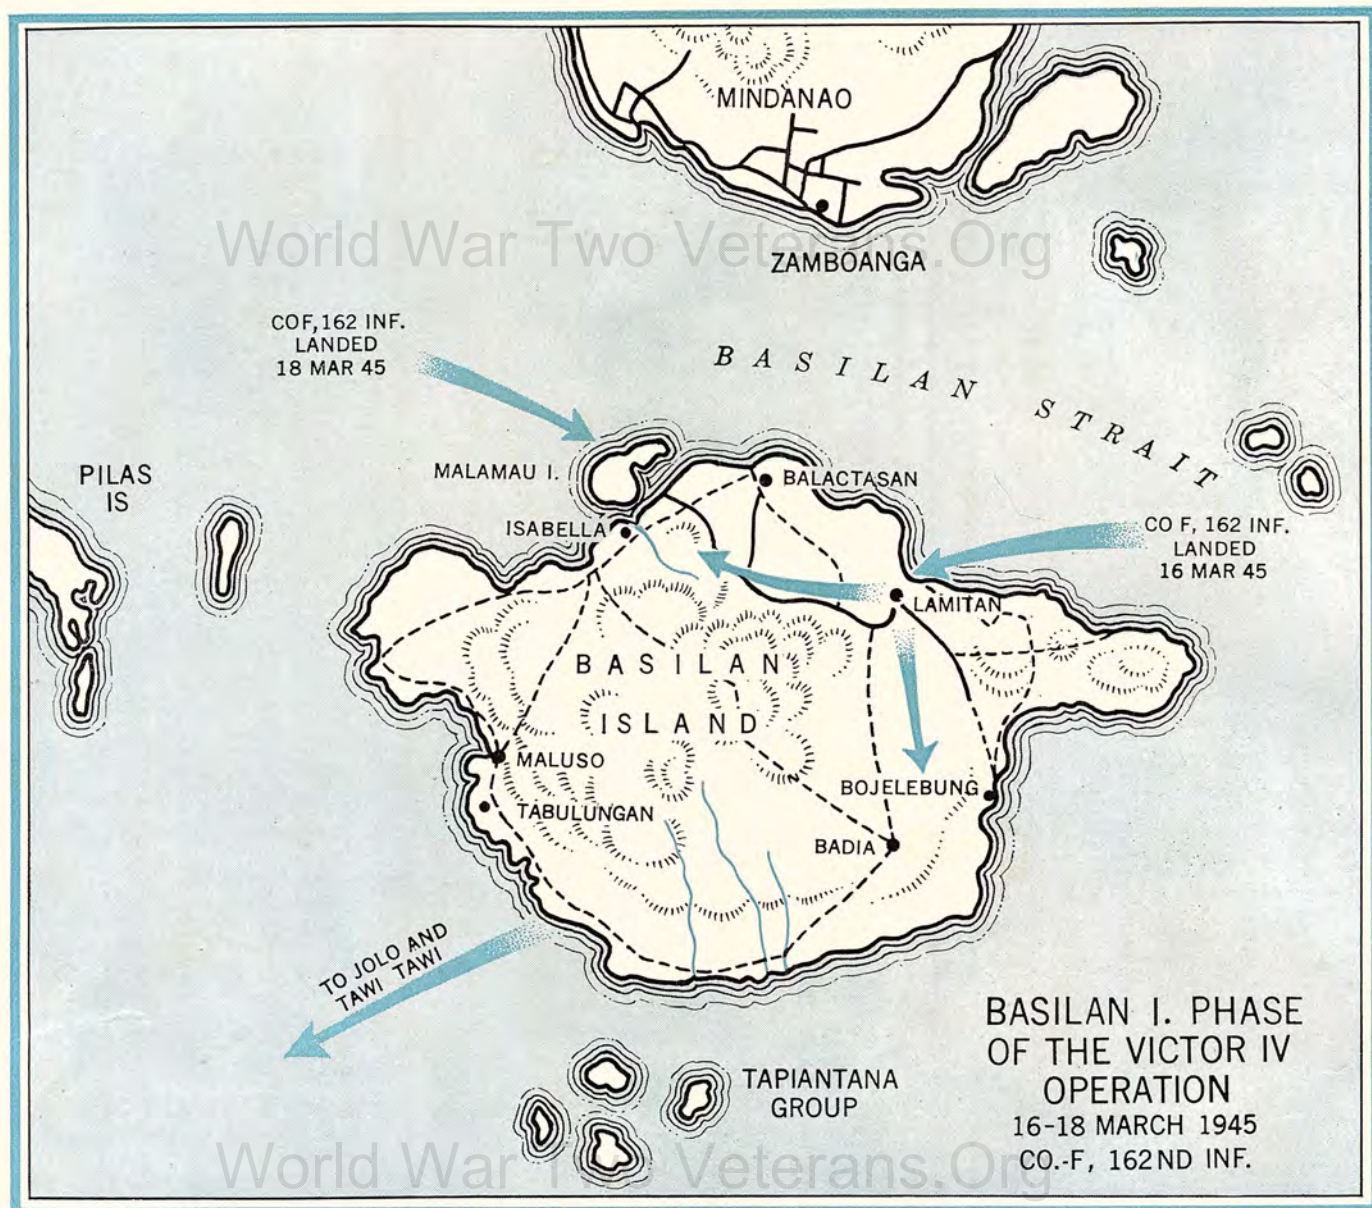 MINDANAO
World War Two Veterans.Org
ZAMBOANGA
CO F, 162 INF.
LANDED
18 MAR 45
BASILAN STRAIT
PILAS
IS
MALAMAU I.
BALACTASAN
ISABELLA
CO F, 162 INF.
LANDED
16 MAR 45
LAMITAN
BASILAN
ISLAND
MALUSO
BOJELEBUNG
TABULUNGAN
BADIA
TO JOLO AND
TAWI TAWI
BASILAN I. PHASE
OF THE VICTOR IV
OPERATION
16-18 MARCH 1945
CO.-F, 162ND INF.
TAPIANTANA
GROUP
World War Two Veterans.Org